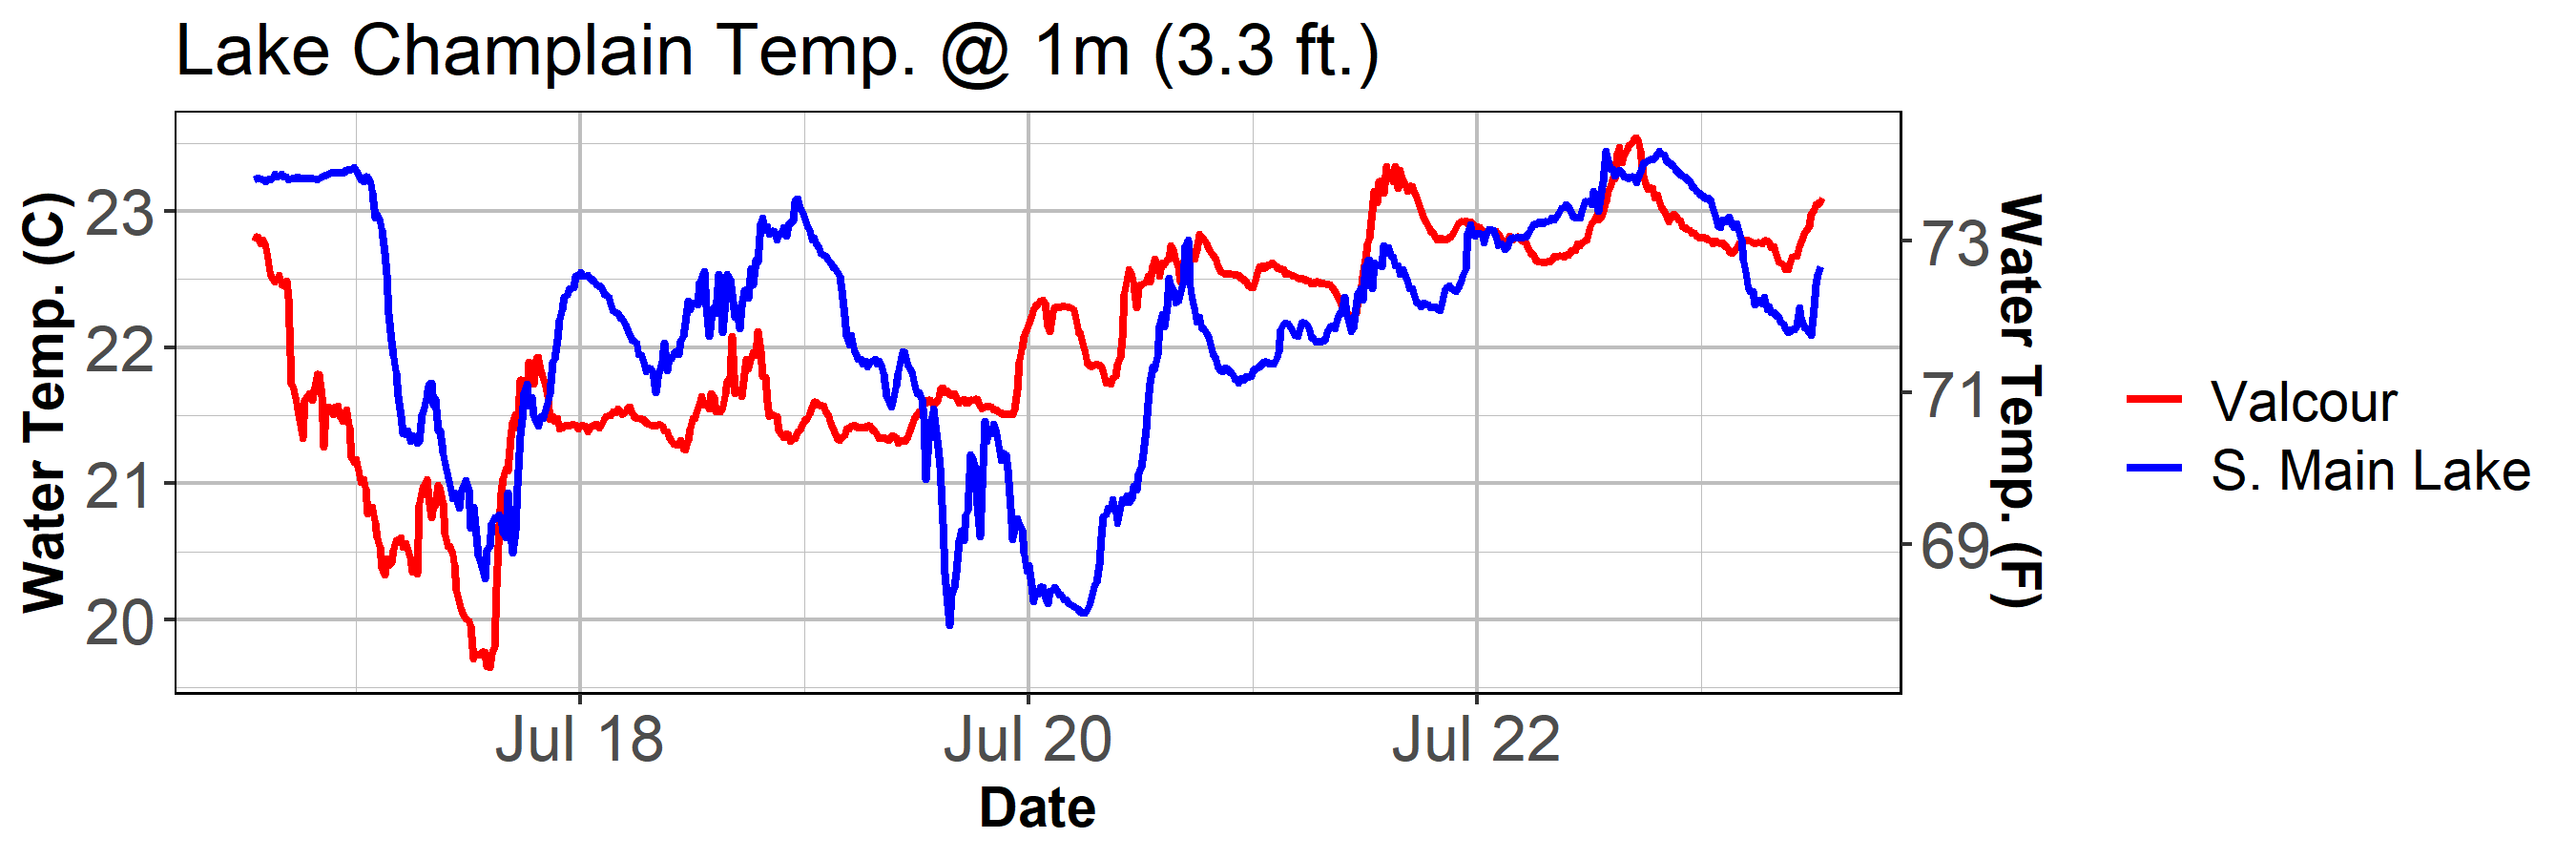 Lake Champlain Temp. @ 1m (3.3 ft.)
Water Temp. (C)
23
22
21
20
73
71
69
Water Temp. (F)
Jul 18
Jul 20
Jul 22
Date
Valcour
S. Main Lake